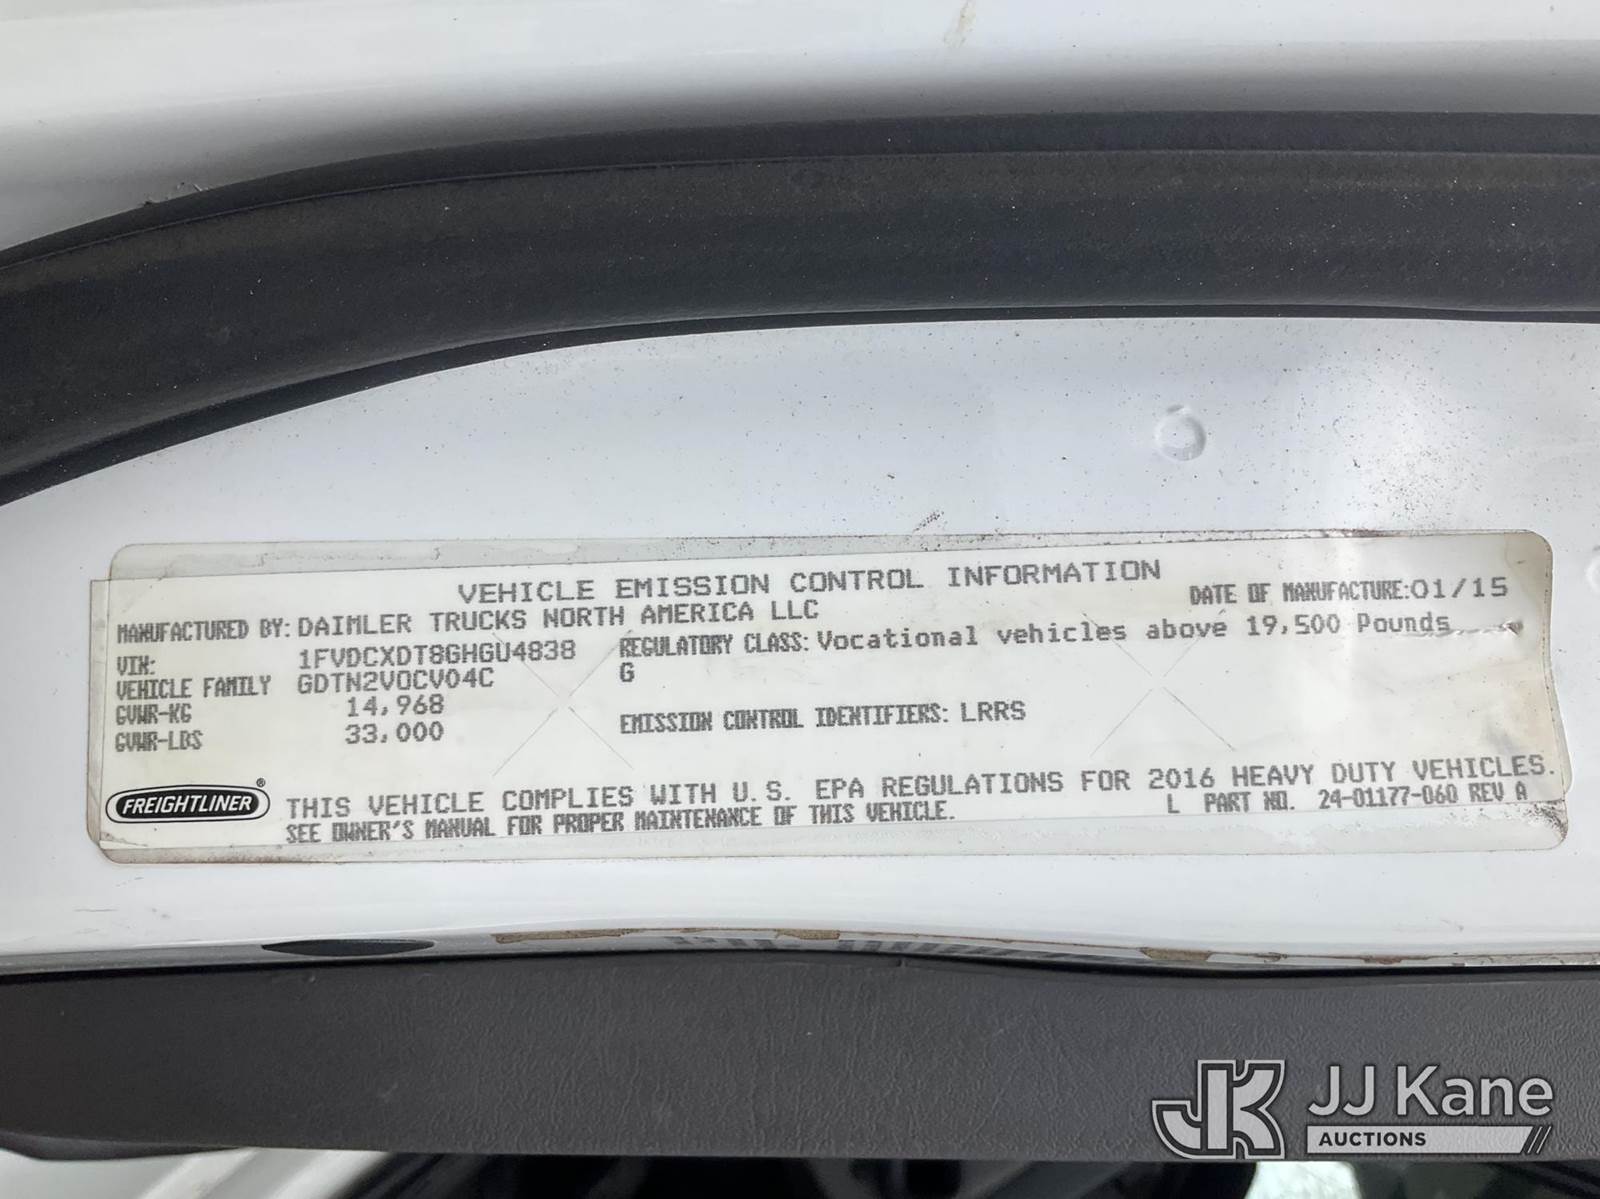 VEHICLE EMISSION CONTROL INFORMATION
MANUFACTURED BY: DAIMLER TRUCKS NORTH AMERICA LLC
DATE OF MANUFACTURE: 01/15
VIN: 1FVDCXDT8GHGU4838
REGULATORY CLASS: Vocational vehicles above 19,500 Pounds
VEHICLE FAMILY GDTN2VOCV04C
G
GVWR-KG 14,968
EMISSION CONTROL IDENTIFIERS: LRRS
GVWR-LBS 33,000
FREIGHTLINER®
THIS VEHICLE COMPLIES WITH U.S. EPA REGULATIONS FOR 2016 HEAVY DUTY VEHICLES.
SEE OWNER'S MANUAL FOR PROPER MAINTENANCE OF THIS VEHICLE.
L PART NO. 24-01177-060 REV A
JK JJ Kane
AUCTIONS